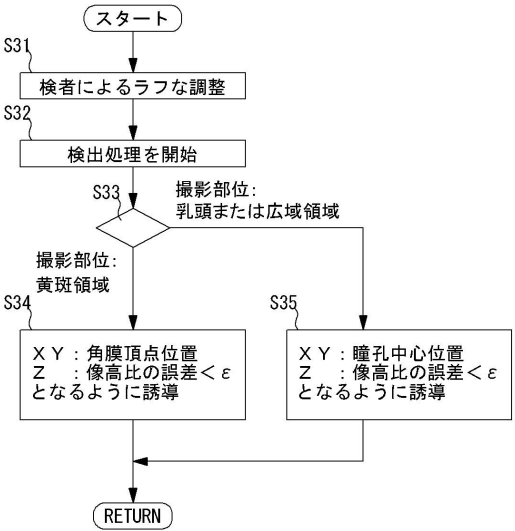 スタート
S31
検者によるラフな調整
S32
検出処理を開始
S33
撮影部位:
乳頭または広域領域
撮影部位:
黄斑領域
S34
XY:角膜頂点位置
Z :像高比の誤差<ε
となるように誘導
S35
XY:瞳孔中心位置
Z :像高比の誤差<ε
となるように誘導
RETURN